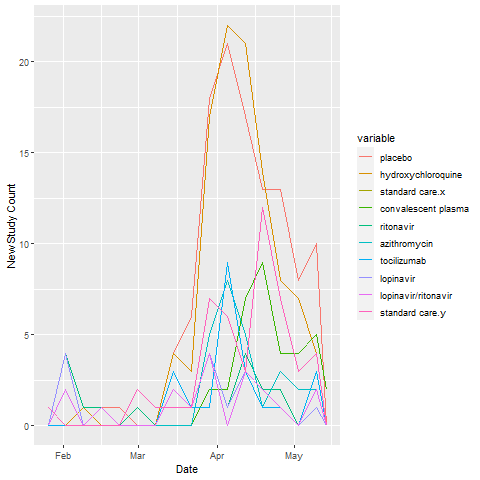 NewStudy Count
20
15
10
5
0
Feb
Mar
Apr
May
Date
variable
placebo
hydroxychloroquine
standard care.x
convalescent plasma
ritonavir
azithromycin
tocilizumab
lopinavir
lopinavir/ritonavir
standard care.y